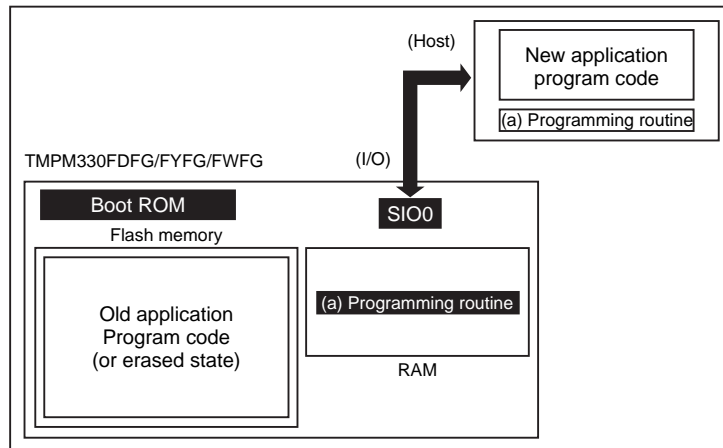 (Host)
New application
program code
(a) Programming routine
(I/O)
TMPM330FDFG/FYFG/FWFG
Boot ROM
SIO0
Flash memory
Old application
Program code
(or erased state)
(a) Programming routine
RAM